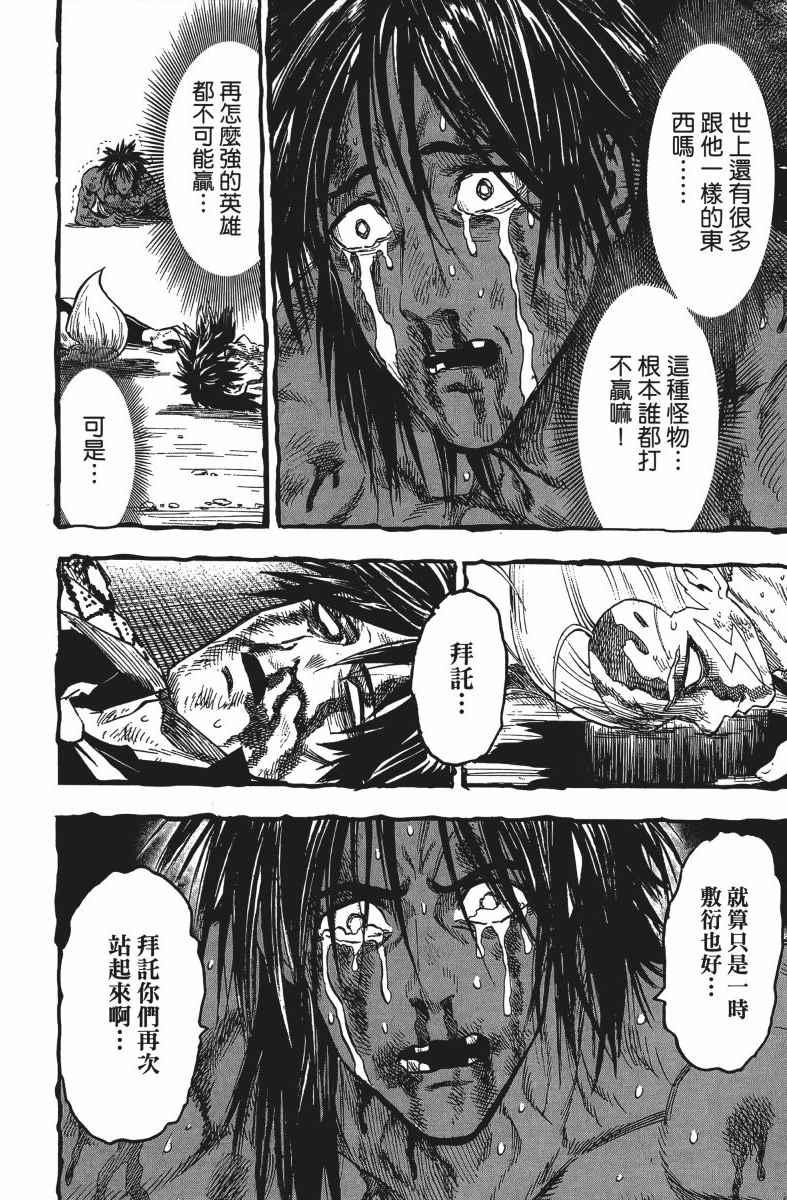 世上還有很多
跟他一樣的東
西嗎⋯⋯
這種怪物⋯
根本誰都打
不贏嘛！
再怎麼強的英雄
都不可能贏⋯
可是⋯
拜託⋯
就算只是一時
敷衍也好⋯
拜託你們再次
站起來啊⋯